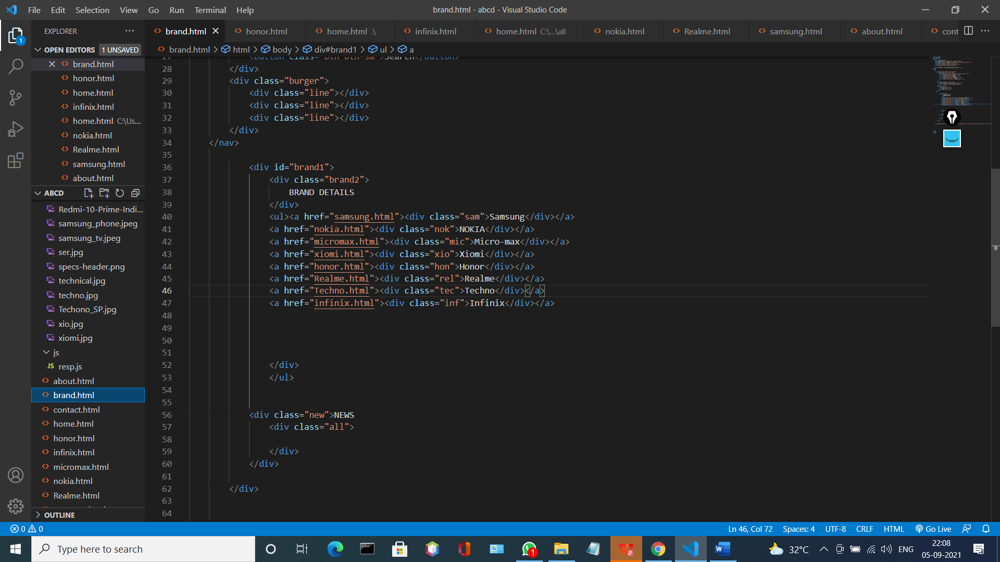 File Edit Selection View Go Run Terminal Help
brand.html - abcd - Visual Studio Code
EXPLORER
brand.html honor.html home.html .\ infinix.html home.html C:\...\all nokia.html Realme.html samsung.html about.html cont
1
OPEN EDITORS 1 UNSAVED
brand.html > html > body > div#brand1 > ul > a
brand.html
honor.html
home.html
infinix.html
home.html C:\Us...
nokia.html
Realme.html
samsung.html
about.html
ABCD
Redmi-10-Prime-Indi...
samsung_phone.jpeg
samsung_tv.jpeg
ser.jpg
specs-header.png
technical.jpg
techno.jpg
Techono_SP.jpg
xio.jpg
xiomi.jpg
js
JS resp.js
about.html
brand.html
contact.html
home.html
honor.html
infinix.html
micromax.html
nokia.html
Realme.html
OUTLINE
27 <button class="btn btn-sm">Search</button>
28 </div>
29 <div class="burger">
30 <div class="line"></div>
31 <div class="line"></div>
32 <div class="line"></div>
33 </div>
34 </nav>
35
36 <div id="brand1">
37 <div class="brand2">
38 BRAND DETAILS
39 </div>
40 <ul><a href="samsung.html"><div class="sam">Samsung</div></a>
41 <a href="nokia.html"><div class="nok">NOKIA</div></a>
42 <a href="micromax.html"><div class="mic">Micro-max</div></a>
43 <a href="xiomi.html"><div class="xio">Xiomi</div></a>
44 <a href="honor.html"><div class="hon">Honor</div></a>
45 <a href="Realme.html"><div class="rel">Realme</div></a>
46 <a href="Techno.html"><div class="tec">Techno</div></a>
47 <a href="infinix.html"><div class="inf">Infinix</div></a>
48
49
50
51
52 </div>
53 </ul>
54
55
56 <div class="new">NEWS
57 <div class="all">
58
59 </div>
60 </div>
61
62 </div>
63
64
0 0
Ln 46, Col 72 Spaces: 4 UTF-8 CRLF HTML Go Live
Type here to search
1
32°C ENG
22:08
05-09-2021